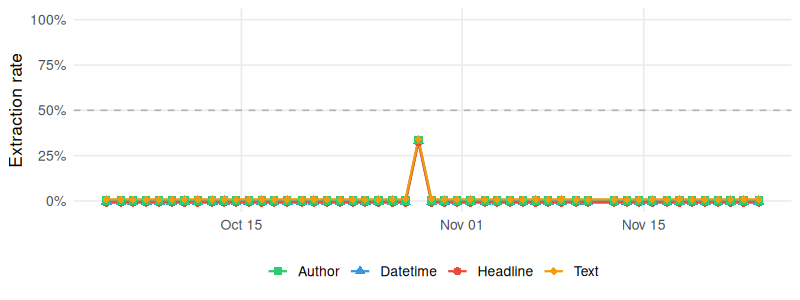 Extraction rate
100%
75%
50%
25%
0%
Oct 15
Nov 01
Nov 15
Author
Datetime
Headline
Text